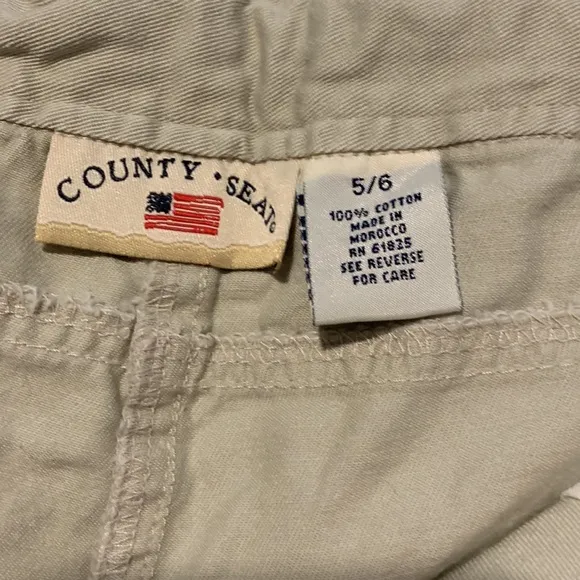 COUNTY • SEAT®
5/6
100% COTTON
MADE IN
MOROCCO
RN 61835
SEE REVERSE
FOR CARE